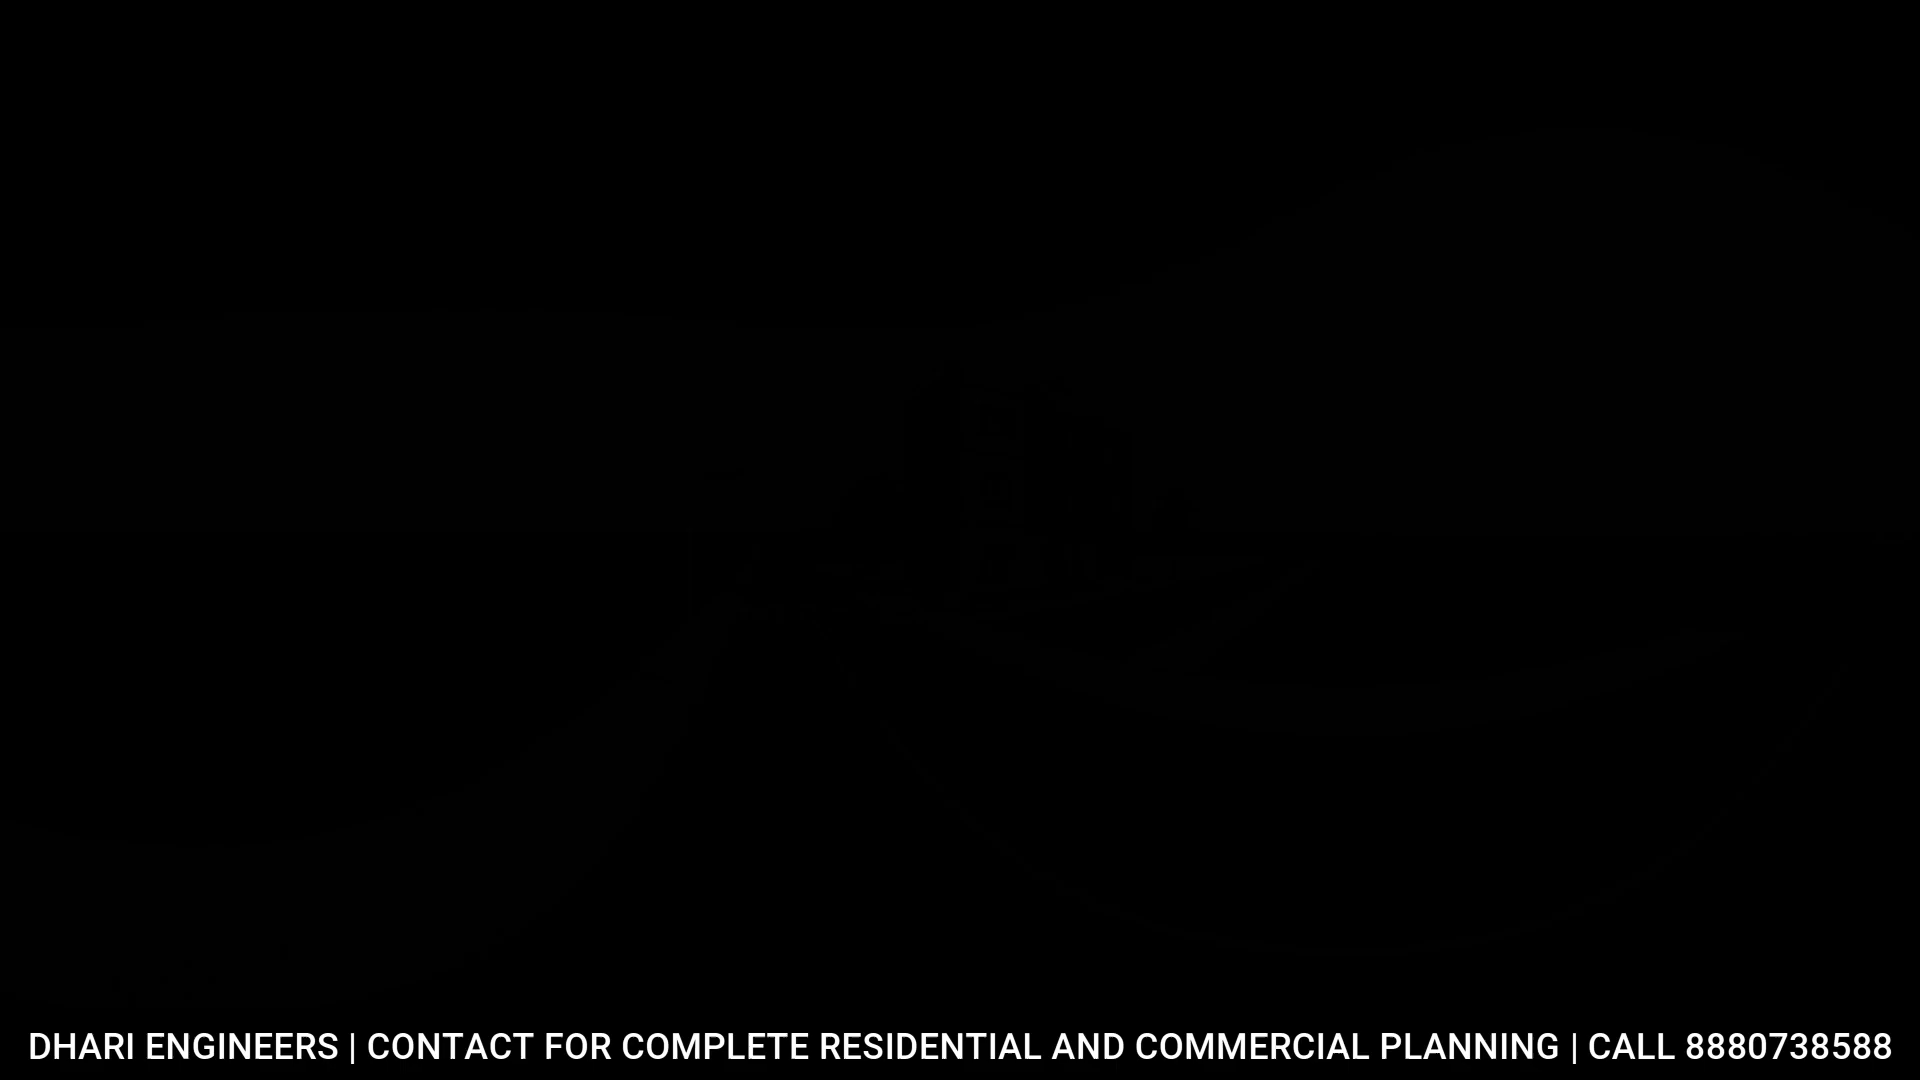 DHARI ENGINEERS | CONTACT FOR COMPLETE RESIDENTIAL AND COMMERCIAL PLANNING | CALL 8880738588